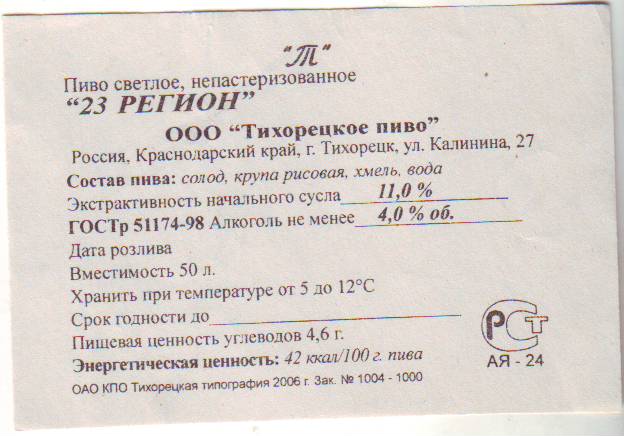 "Т"
Пиво светлое, непастеризованное
"23 РЕГИОН"
ООО "Тихорецкое пиво"
Россия, Краснодарский край, г. Тихорецк, ул. Калинина, 27
Состав пива: солод, крупа рисовая, хмель, вода
Экстрактивность начального сусла 11,0 %
ГОСТр 51174-98 Алкоголь не менее 4,0 % об.
Дата розлива
Вместимость 50 л.
Хранить при температуре от 5 до 12°С
Срок годности до
Пищевая ценность углеводов 4,6 г.
Энергетическая ценность: 42 ккал/100 г. пива
РСТ
АЯ - 24
ОАО КПО Тихорецкая типография 2006 г. Зак. № 1004 - 1000